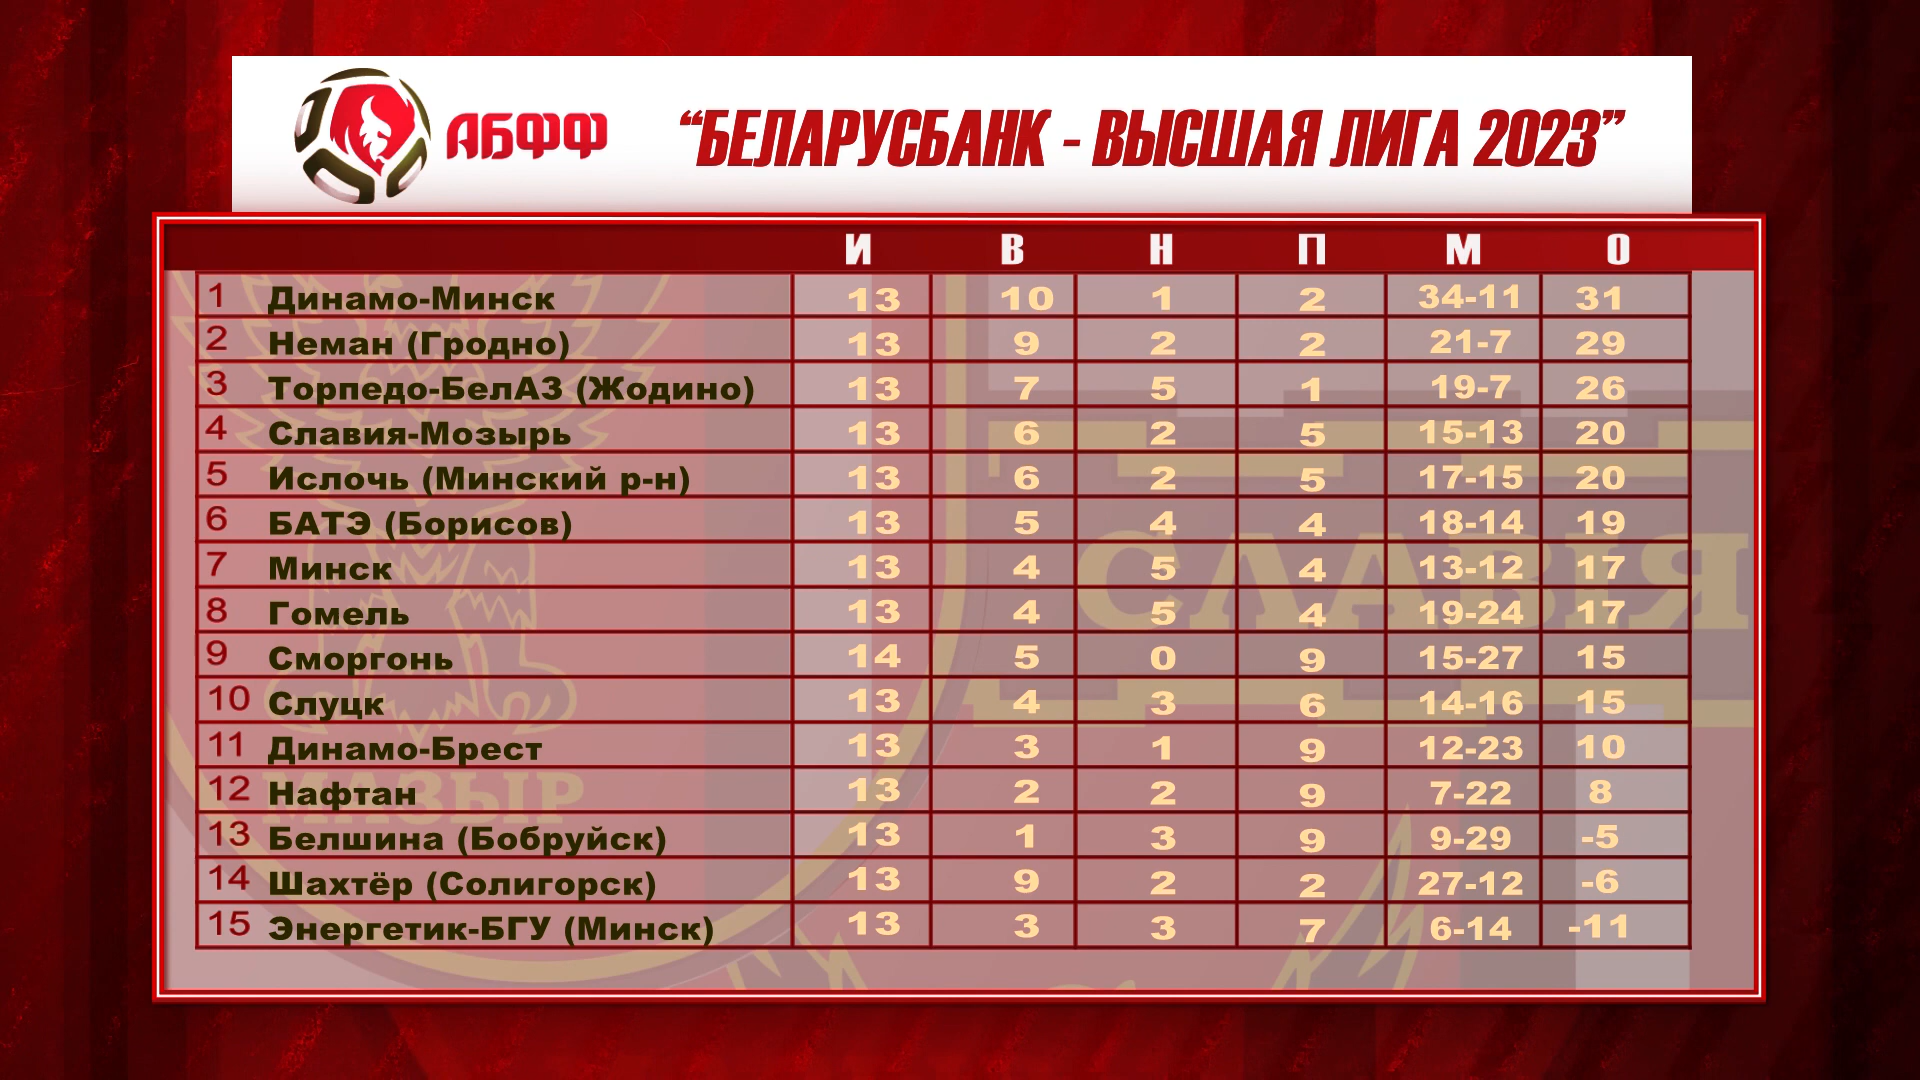 АБФФ “БЕЛАРУСБАНК - ВЫСШАЯ ЛИГА 2023”
И В Н П М О
1 Динамо-Минск 13 10 1 2 34-11 31
2 Неман (Гродно) 13 9 2 2 21-7 29
3 Торпедо-БелАЗ (Жодино) 13 7 5 1 19-7 26
4 Славия-Мозырь 13 6 2 5 15-13 20
5 Ислочь (Минский р-н) 13 6 2 5 17-15 20
6 БАТЭ (Борисов) 13 5 4 4 18-14 19
7 Минск 13 4 5 4 13-12 17
8 Гомель 13 4 5 4 19-24 17
9 Сморгонь 14 5 0 9 15-27 15
10 Слуцк 13 4 3 6 14-16 15
11 Динамо-Брест 13 3 1 9 12-23 10
12 Нафтан 13 2 2 9 7-22 8
13 Белшина (Бобруйск) 13 1 3 9 9-29 -5
14 Шахтёр (Солигорск) 13 9 2 2 27-12 -6
15 Энергетик-БГУ (Минск) 13 3 3 7 6-14 -11
СЛАВІЯ
МАЗЫР